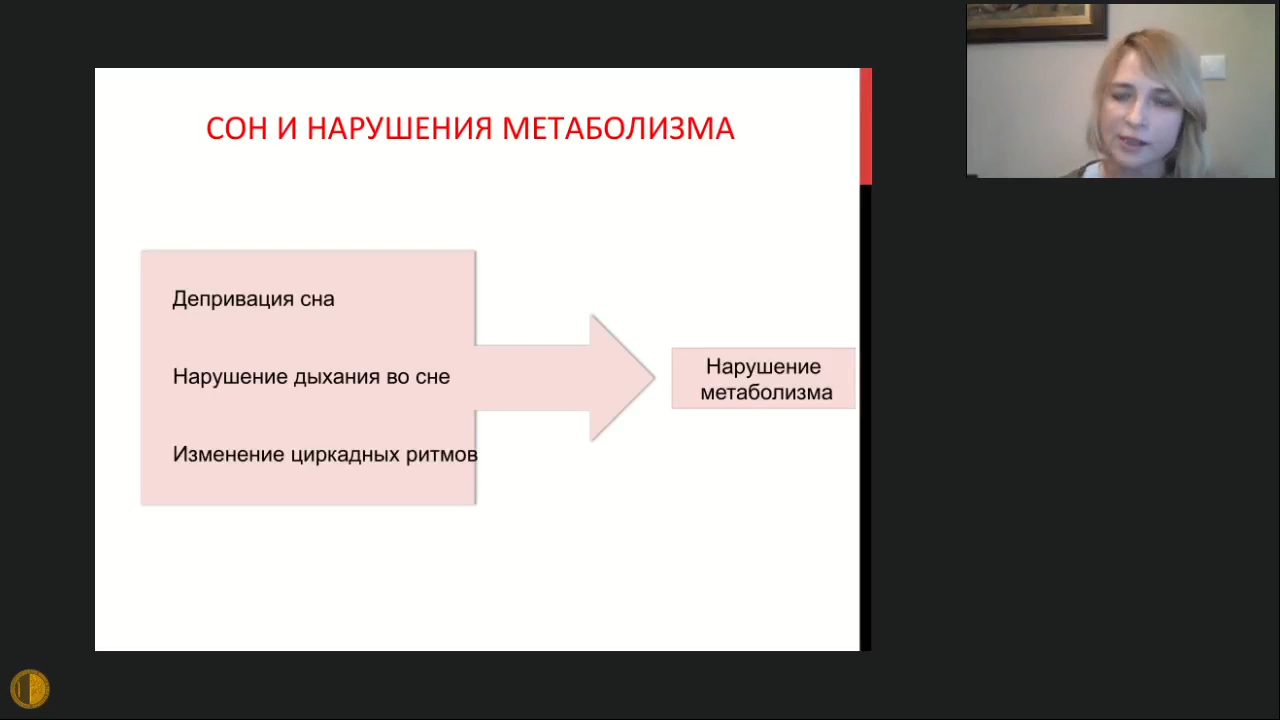 СОН И НАРУШЕНИЯ МЕТАБОЛИЗМА
Депривация сна
Нарушение дыхания во сне
Изменение циркадных ритмов
Нарушение
метаболизма